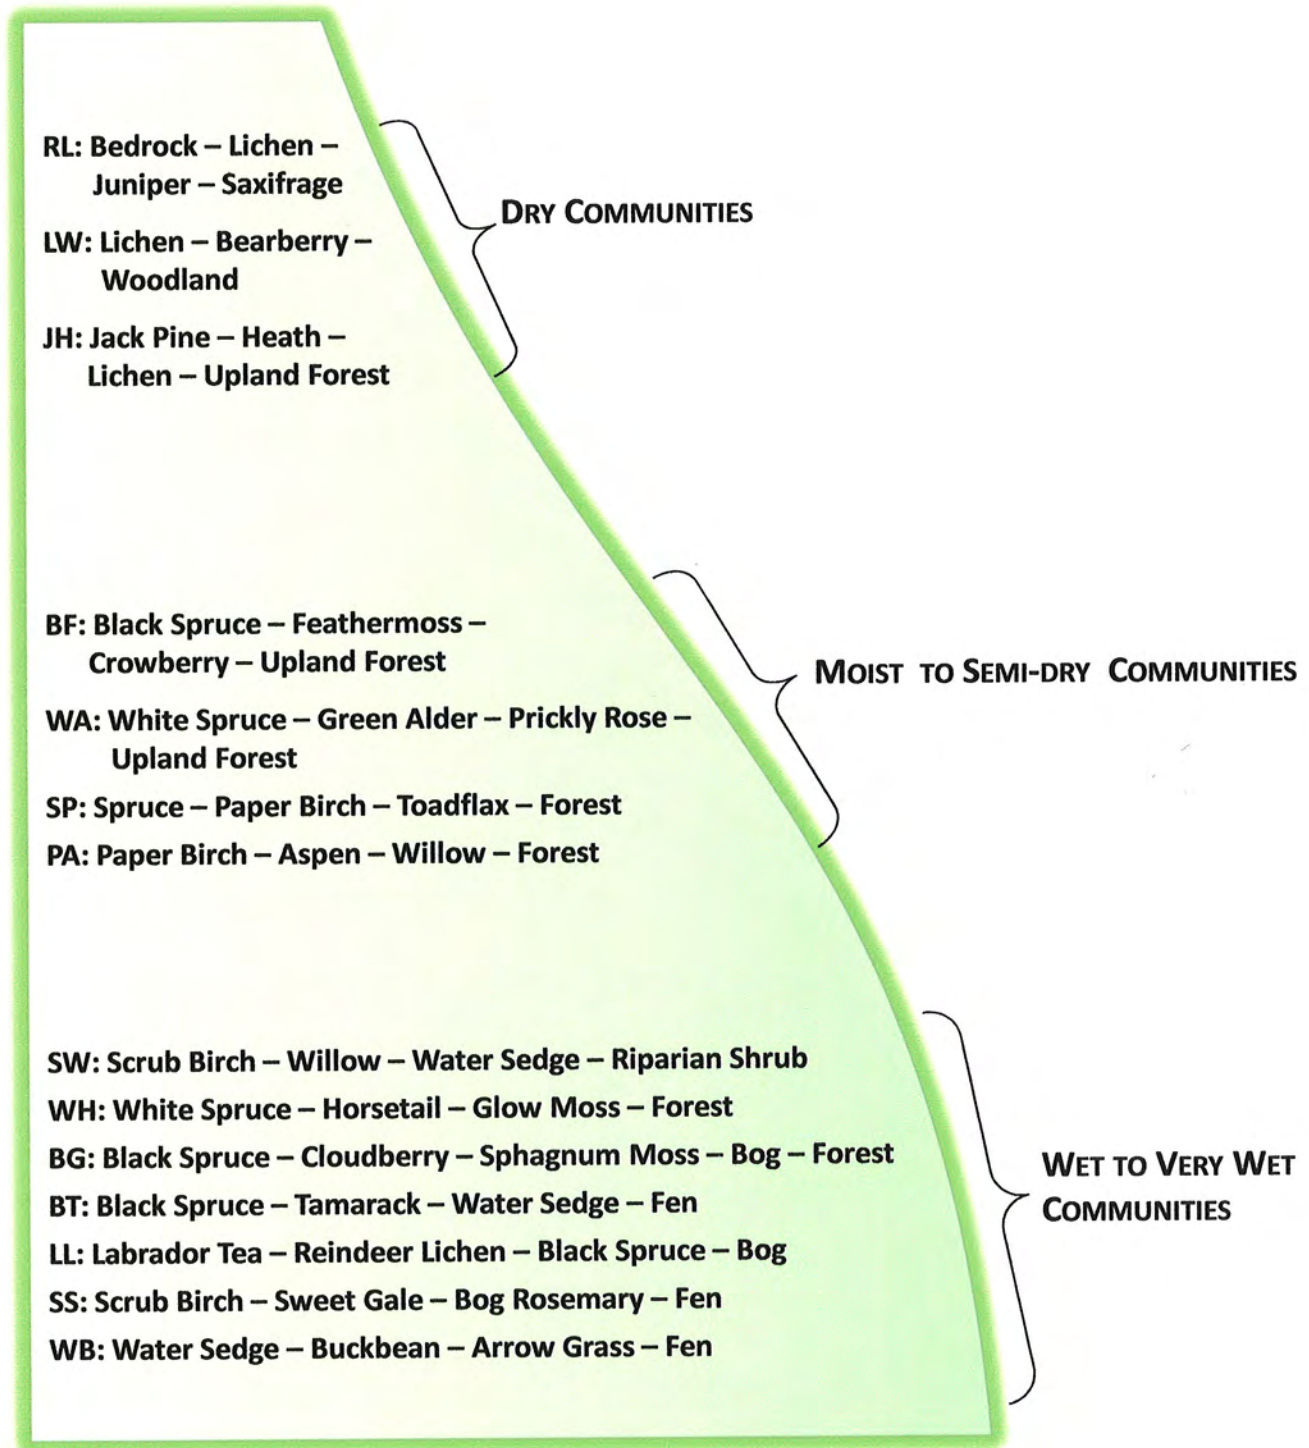 RL: Bedrock – Lichen –
Juniper – Saxifrage
LW: Lichen – Bearberry –
Woodland
JH: Jack Pine – Heath –
Lichen – Upland Forest
DRY COMMUNITIES
BF: Black Spruce – Feathermoss –
Crowberry – Upland Forest
WA: White Spruce – Green Alder – Prickly Rose –
Upland Forest
SP: Spruce – Paper Birch – Toadflax – Forest
PA: Paper Birch – Aspen – Willow – Forest
MOIST TO SEMI-DRY COMMUNITIES
SW: Scrub Birch – Willow – Water Sedge – Riparian Shrub
WH: White Spruce – Horsetail – Glow Moss – Forest
BG: Black Spruce – Cloudberry – Sphagnum Moss – Bog – Forest
BT: Black Spruce – Tamarack – Water Sedge – Fen
LL: Labrador Tea – Reindeer Lichen – Black Spruce – Bog
SS: Scrub Birch – Sweet Gale – Bog Rosemary – Fen
WB: Water Sedge – Buckbean – Arrow Grass – Fen
WET TO VERY WET
COMMUNITIES